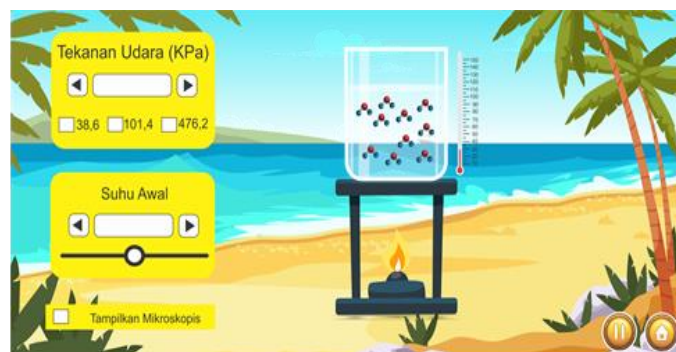 Tekanan Udara (KPa)
38,6 101,4 476,2
Suhu Awal
Tampilkan Mikroskopis